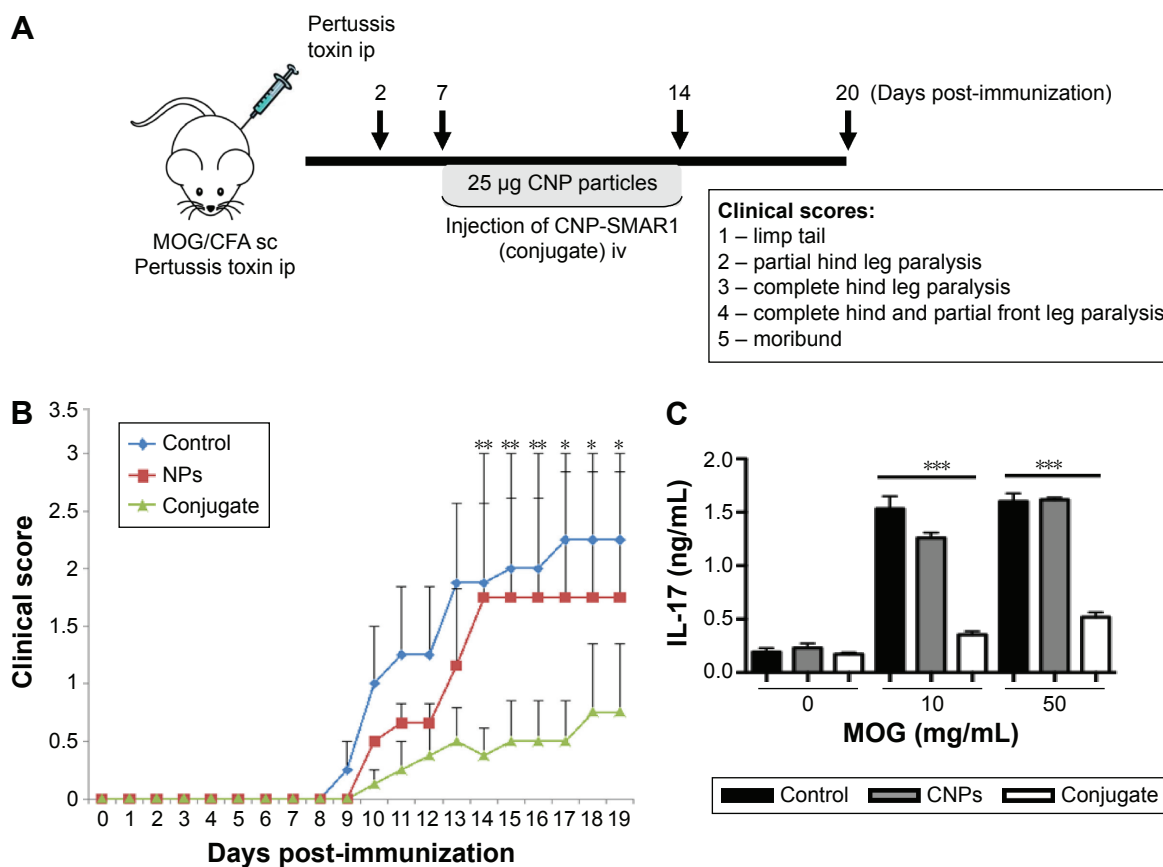 A
Pertussis
toxin ip
2 7 14 20 (Days post-immunization)
25 µg CNP particles
Injection of CNP-SMAR1
(conjugate) iv
MOG/CFA sc
Pertussis toxin ip
Clinical scores:
1 – limp tail
2 – partial hind leg paralysis
3 – complete hind leg paralysis
4 – complete hind and partial front leg paralysis
5 – moribund
B
3.5
3
2.5
2
1.5
1
0.5
0
Clinical score
Control
NPs
Conjugate
** ** ** * * *
0 1 2 3 4 5 6 7 8 9 10 11 12 13 14 15 16 17 18 19
Days post-immunization
C
2.0
1.5
1.0
0.5
0.0
IL-17 (ng/mL)
*** ***
0 10 50
MOG (mg/mL)
Control CNPs Conjugate